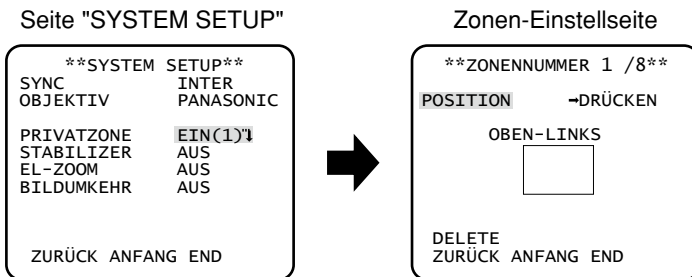 Seite "SYSTEM SETUP"
**SYSTEM SETUP**
SYNC INTER
OBJEKTIV PANASONIC
PRIVATZONE EIN(1)
STABILIZER AUS
EL-ZOOM AUS
BILDUMKEHR AUS
ZURÜCK ANFANG END
Zonen-Einstellseite
**ZONENNUMMER 1 /8**
POSITION →DRÜCKEN
OBEN-LINKS
DELETE
ZURÜCK ANFANG END